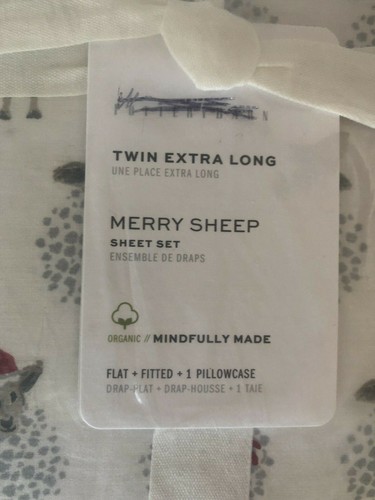 TWIN EXTRA LONG
UNE PLACE EXTRA LONG
MERRY SHEEP
SHEET SET
ENSEMBLE DE DRAPS
ORGANIC // MINDFULLY MADE
FLAT + FITTED + 1 PILLOWCASE
DRAP-PLAT + DRAP-HOUSSE + 1 TAIE